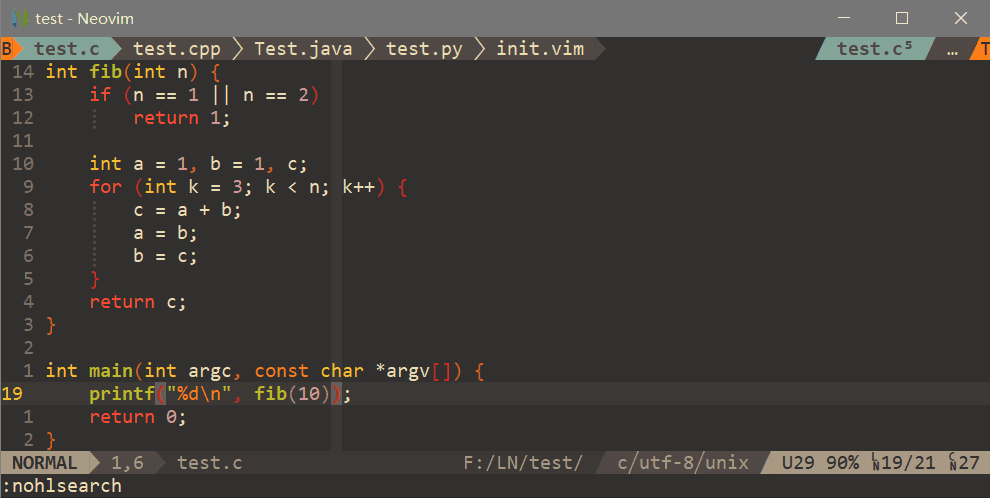 test - Neovim
B test.c test.cpp Test.java test.py init.vim test.c⁵ … T
14 int fib(int n) {
13     if (n == 1 || n == 2)
12         return 1;
11
10     int a = 1, b = 1, c;
9     for (int k = 3; k < n; k++) {
8         c = a + b;
7         a = b;
6         b = c;
5     }
4     return c;
3 }
2
1 int main(int argc, const char *argv[]) {
19     printf("%d\n", fib(10));
1     return 0;
2 }
NORMAL 1,6 test.c F:/LN/test/ c/utf-8/unix U29 90% LN19/21 CN27
:nohlsearch